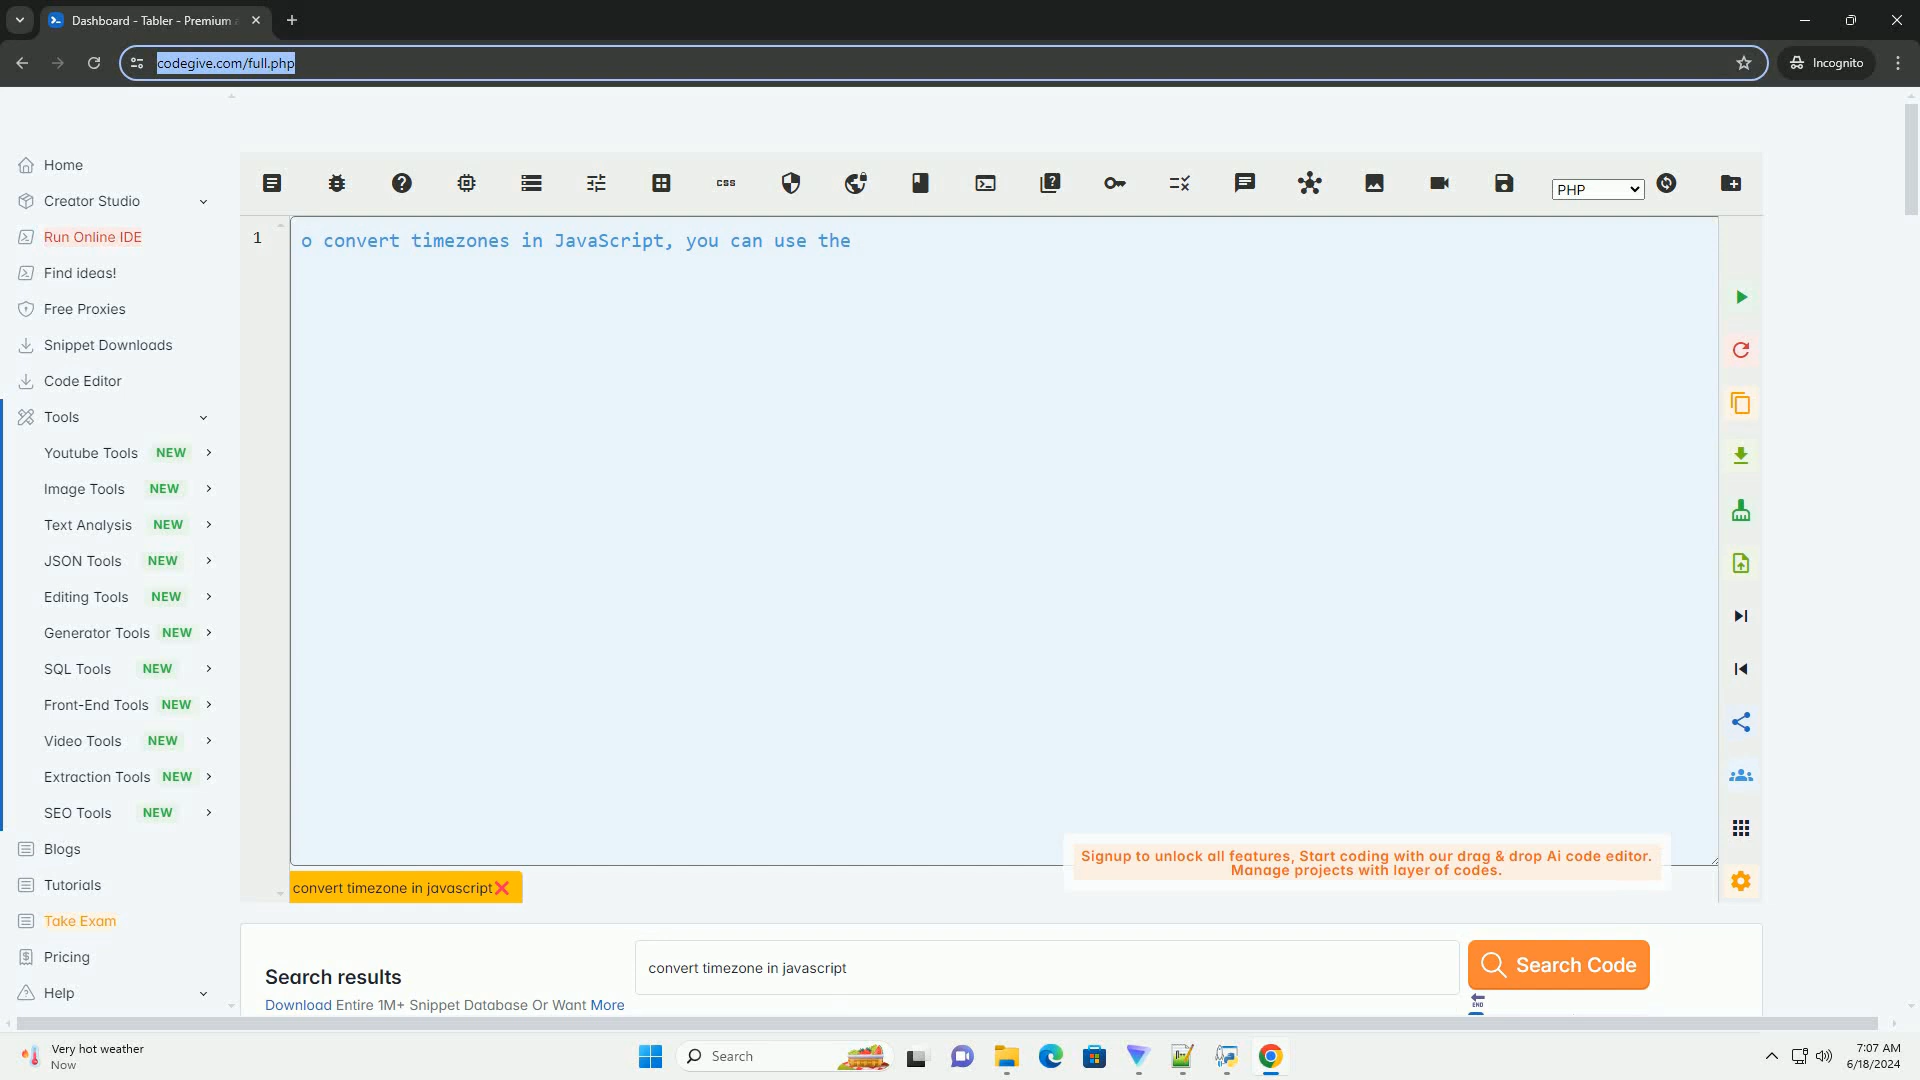 Dashboard - Tabler - Premium
codegive.com/full.php
Incognito
Home
Creator Studio
Run Online IDE
Find ideas!
Free Proxies
Snippet Downloads
Code Editor
Tools
Youtube Tools NEW
Image Tools NEW
Text Analysis NEW
JSON Tools NEW
Editing Tools NEW
Generator Tools NEW
SQL Tools NEW
Front-End Tools NEW
Video Tools NEW
Extraction Tools NEW
SEO Tools NEW
Blogs
Tutorials
Take Exam
Pricing
Help
css
PHP
1
o convert timezones in JavaScript, you can use the
Signup to unlock all features, Start coding with our drag & drop Ai code editor.
Manage projects with layer of codes.
convert timezone in javascript
Search results
convert timezone in javascript
Search Code
Download Entire 1M+ Snippet Database Or Want More
END
Very hot weather
Now
Search
7:07 AM
6/18/2024